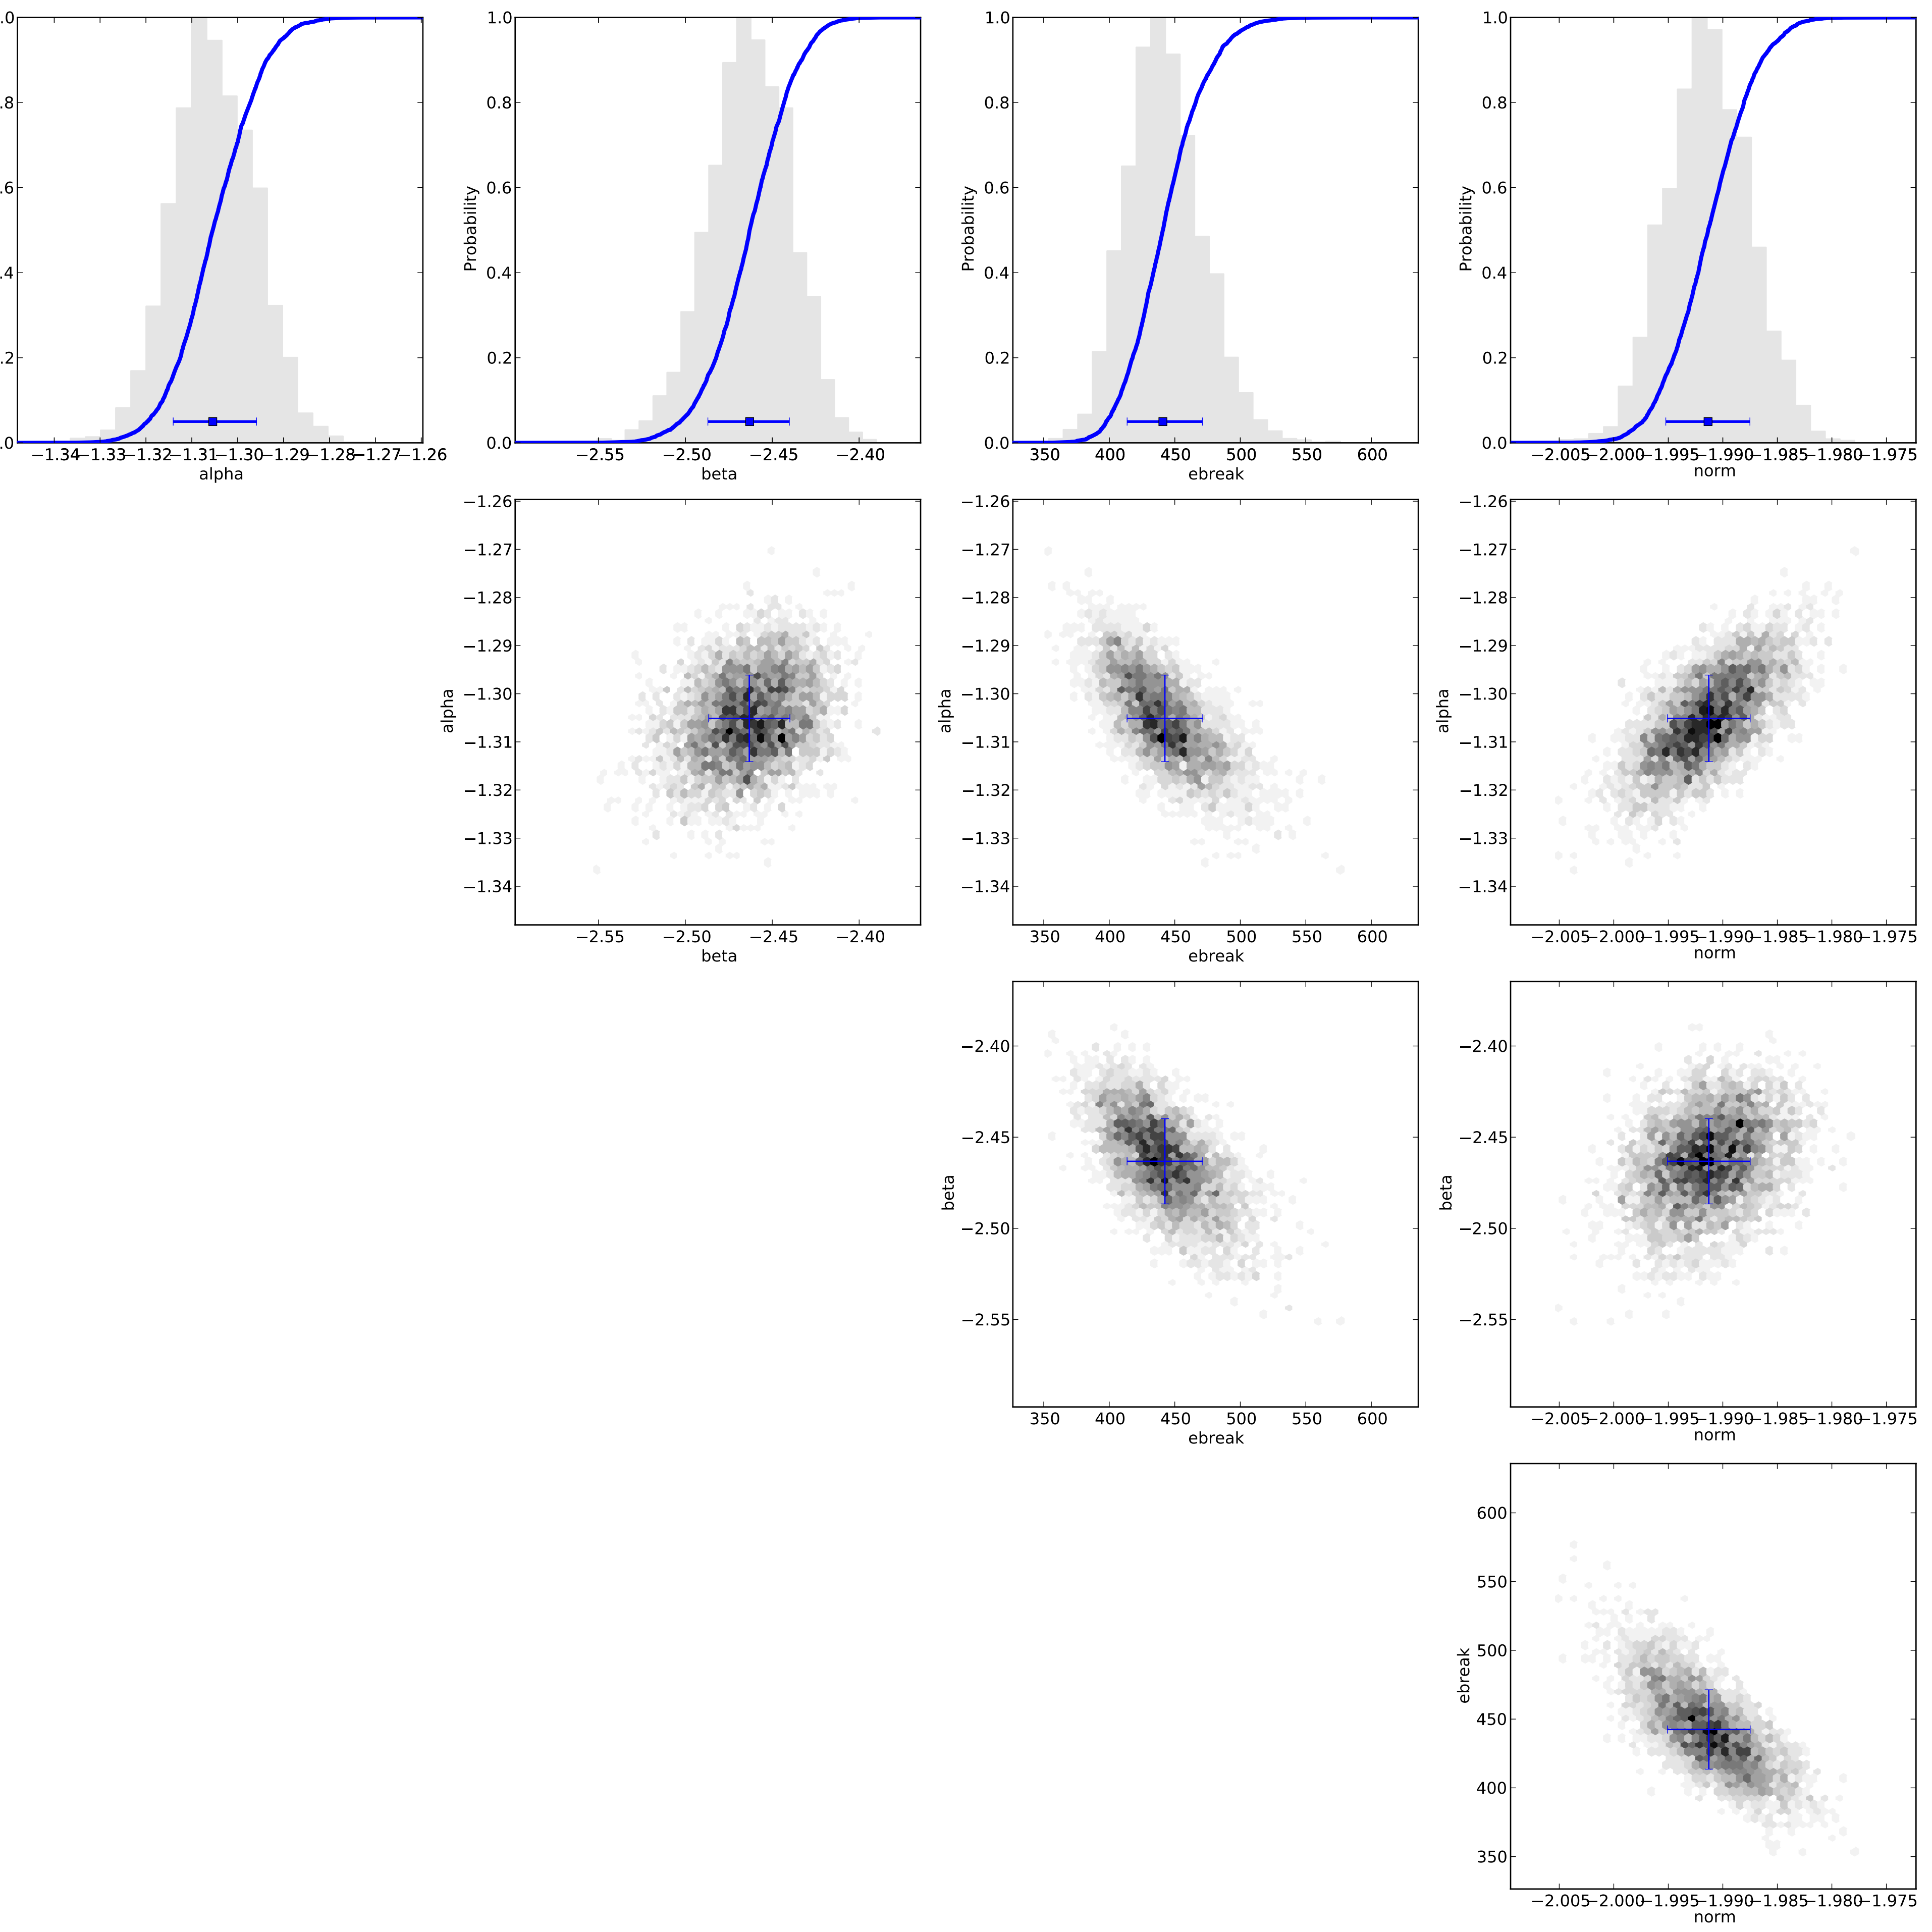 .0 1.0 1.0 1.0
.8 0.8 0.8 0.8
.6 0.6 0.6 0.6
Probability Probability Probability
.4 0.4 0.4 0.4
.2 0.2 0.2 0.2
.0 0.0 0.0 0.0
−1.34 −1.33 −1.32 −1.31 −1.30 −1.29 −1.28 −1.27 −1.26 −2.55 −2.50 −2.45 −2.40 350 400 450 500 550 600 −2.005 −2.000 −1.995 −1.990 −1.985 −1.980 −1.975
alpha beta ebreak norm
−1.26 −1.26 −1.26
−1.27 −1.27 −1.27
−1.28 −1.28 −1.28
−1.29 −1.29 −1.29
−1.30 −1.30 −1.30
alpha alpha alpha
−1.31 −1.31 −1.31
−1.32 −1.32 −1.32
−1.33 −1.33 −1.33
−1.34 −1.34 −1.34
−2.55 −2.50 −2.45 −2.40 350 400 450 500 550 600 −2.005 −2.000 −1.995 −1.990 −1.985 −1.980 −1.975
beta ebreak norm
−2.40 −2.40
−2.45 −2.45
beta beta
−2.50 −2.50
−2.55 −2.55
350 400 450 500 550 600 −2.005 −2.000 −1.995 −1.990 −1.985 −1.980 −1.975
ebreak norm
600
550
500
ebreak
450
400
350
−2.005 −2.000 −1.995 −1.990 −1.985 −1.980 −1.975
norm